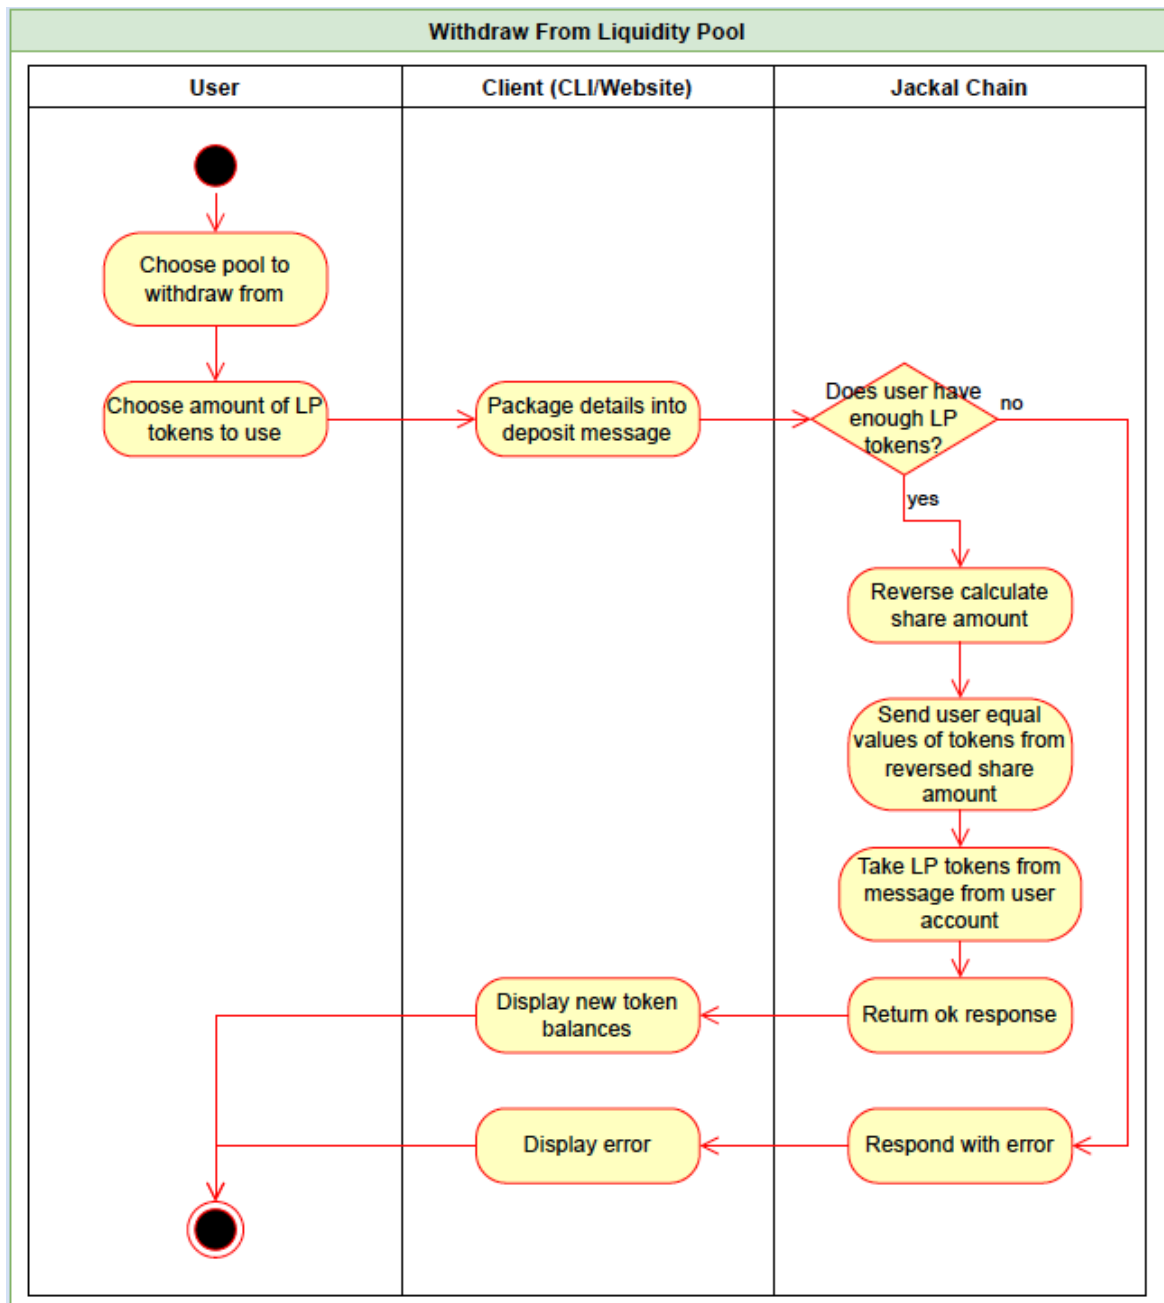 Withdraw From Liquidity Pool
User
Client (CLI/Website)
Jackal Chain
Choose pool to
withdraw from
Choose amount of LP
tokens to use
Package details into
deposit message
Does user have
enough LP
tokens?
no
yes
Reverse calculate
share amount
Send user equal
values of tokens from
reversed share
amount
Take LP tokens from
message from user
account
Return ok response
Display new token
balances
Respond with error
Display error